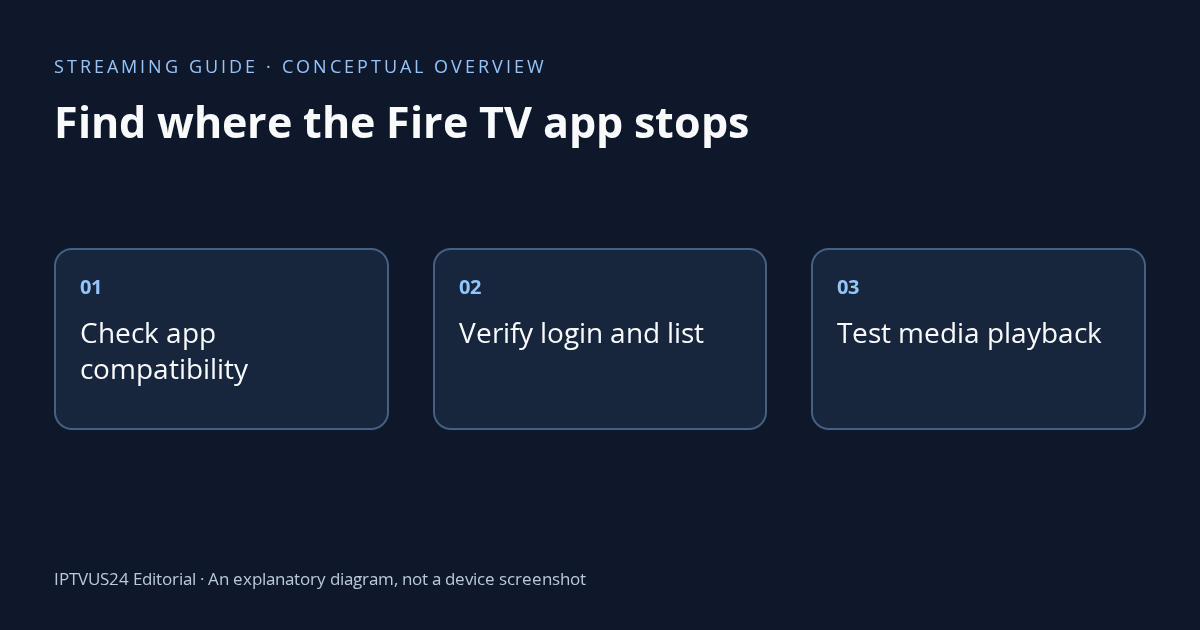 STREAMING GUIDE · CONCEPTUAL OVERVIEW
Find where the Fire TV app stops
01
Check app
compatibility
02
Verify login and list
03
Test media playback
IPTVUS24 Editorial · An explanatory diagram, not a device screenshot